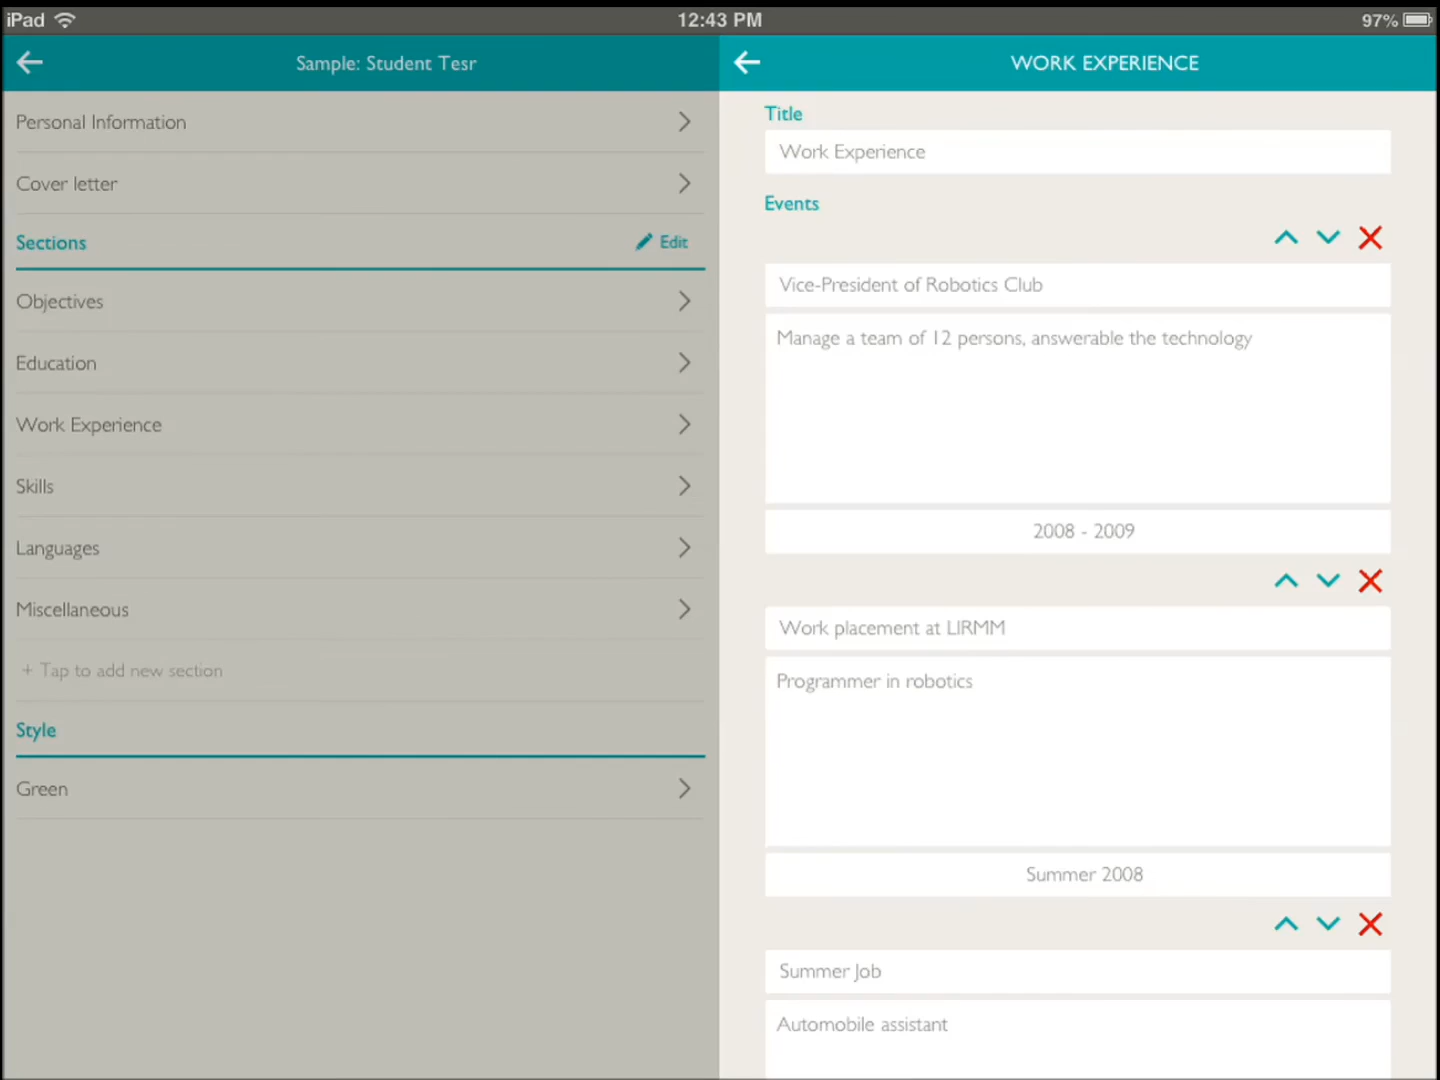 iPad
12:43 PM
97%
Sample: Student Tesr
Personal Information
Cover letter
Sections
Edit
Objectives
Education
Work Experience
Skills
Languages
Miscellaneous
+ Tap to add new section
Style
Green
WORK EXPERIENCE
Title
Work Experience
Events
Vice-President of Robotics Club
Manage a team of 12 persons, answerable the technology
2008 - 2009
Work placement at LIRMM
Programmer in robotics
Summer 2008
Summer Job
Automobile assistant